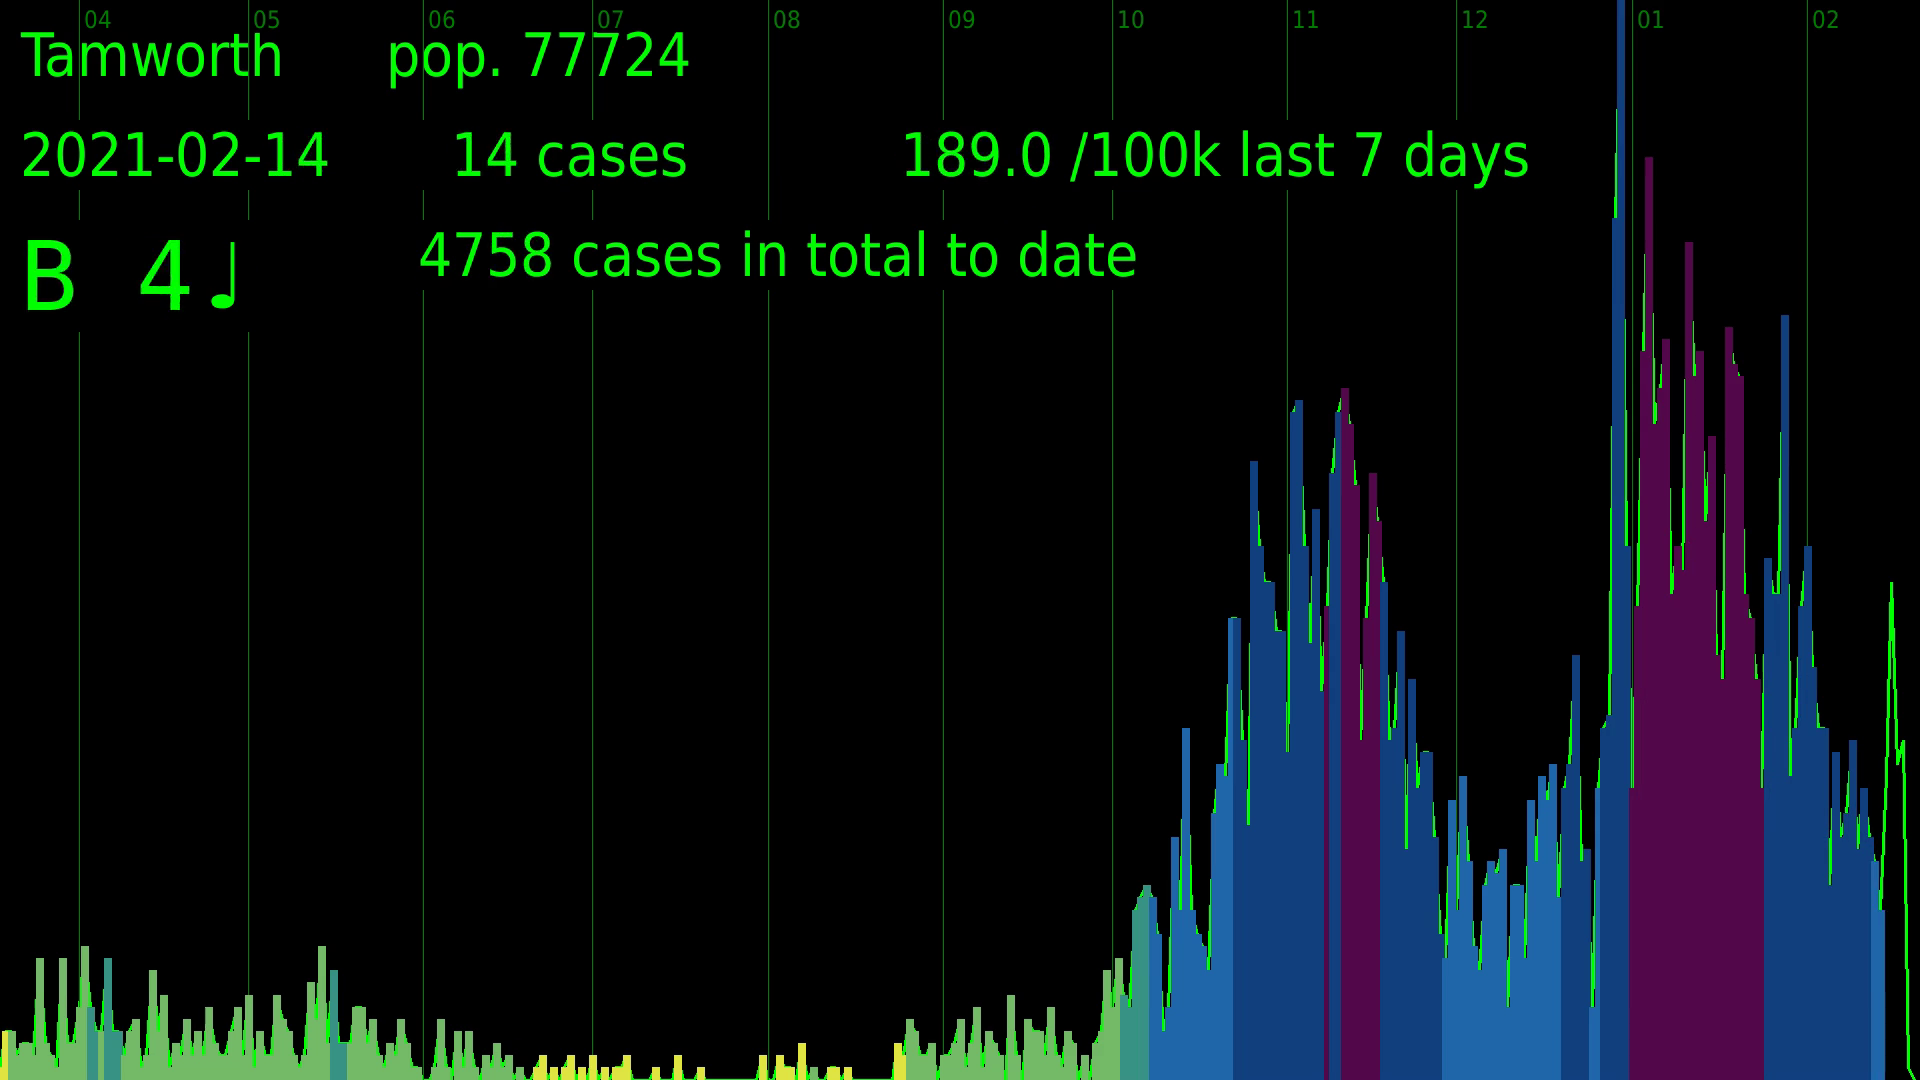 04 05 06 07 08 09 10 11 12 01 02
Tamworth pop. 77724
2021-02-14 14 cases 189.0 /100k last 7 days
B 4♩ 4758 cases in total to date